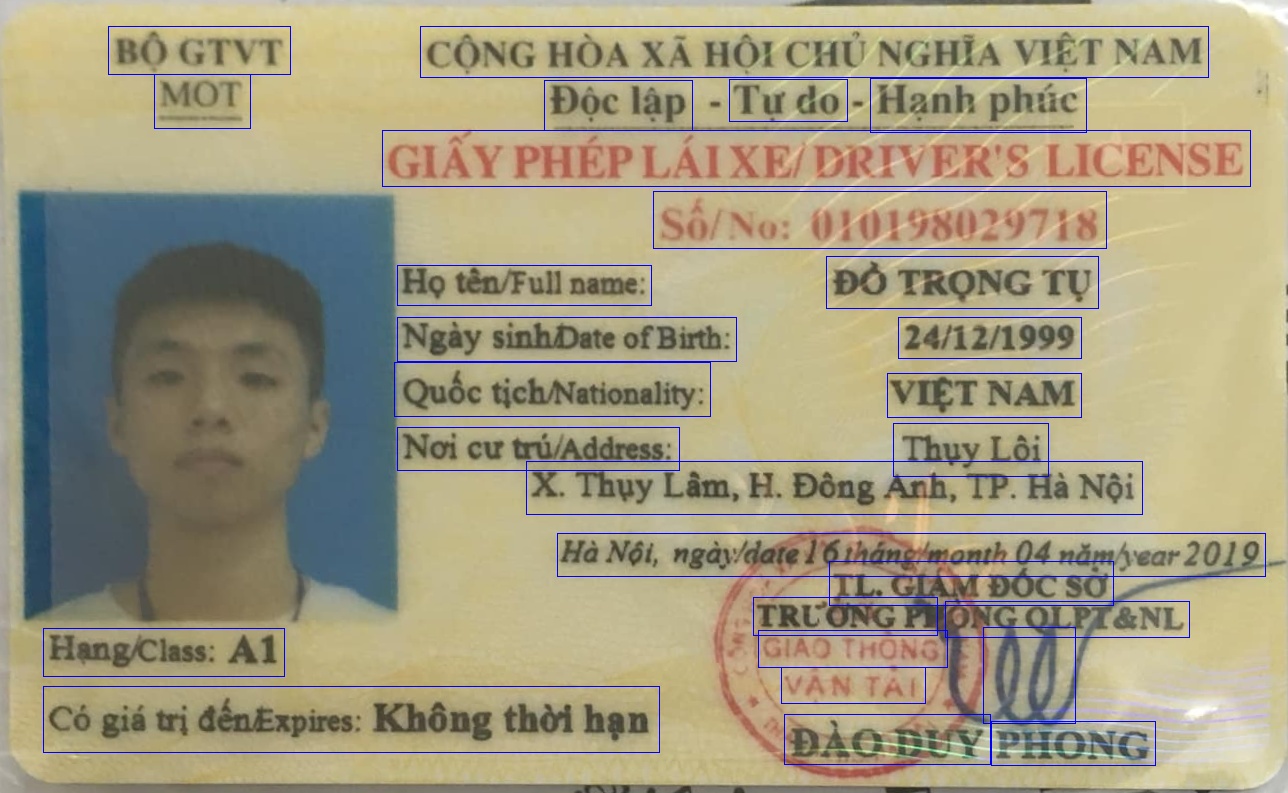 BỘ GTVT
MOT
CỘNG HÒA XÃ HỘI CHỦ NGHĨA VIỆT NAM
Độc lập - Tự do - Hạnh phúc
GIẤY PHÉP LÁI XE/ DRIVER'S LICENSE
Số/No: 010198029718
Họ tên/Full name: ĐỖ TRỌNG TỤ
Ngày sinh/Date of Birth: 24/12/1999
Quốc tịch/Nationality: VIỆT NAM
Nơi cư trú/Address: Thụy Lôi
X. Thụy Lâm, H. Đông Anh, TP. Hà Nội
Hà Nội, ngày/date 16 tháng/month 04 năm/year 2019
TL. GIÁM ĐỐC SỞ
TRƯỞNG PHÒNG QLPT&NL
GIAO THÔNG
VẬN TẢI
ĐÀO DUY PHONG
Hạng/Class: A1
Có giá trị đến/Expires: Không thời hạn